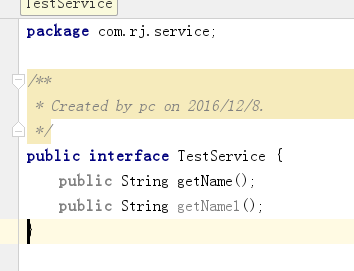 TestService
package com.rj.service;
/**
 * Created by pc on 2016/12/8.
 */
public interface TestService {
    public String getName();
    public String getName1();
}